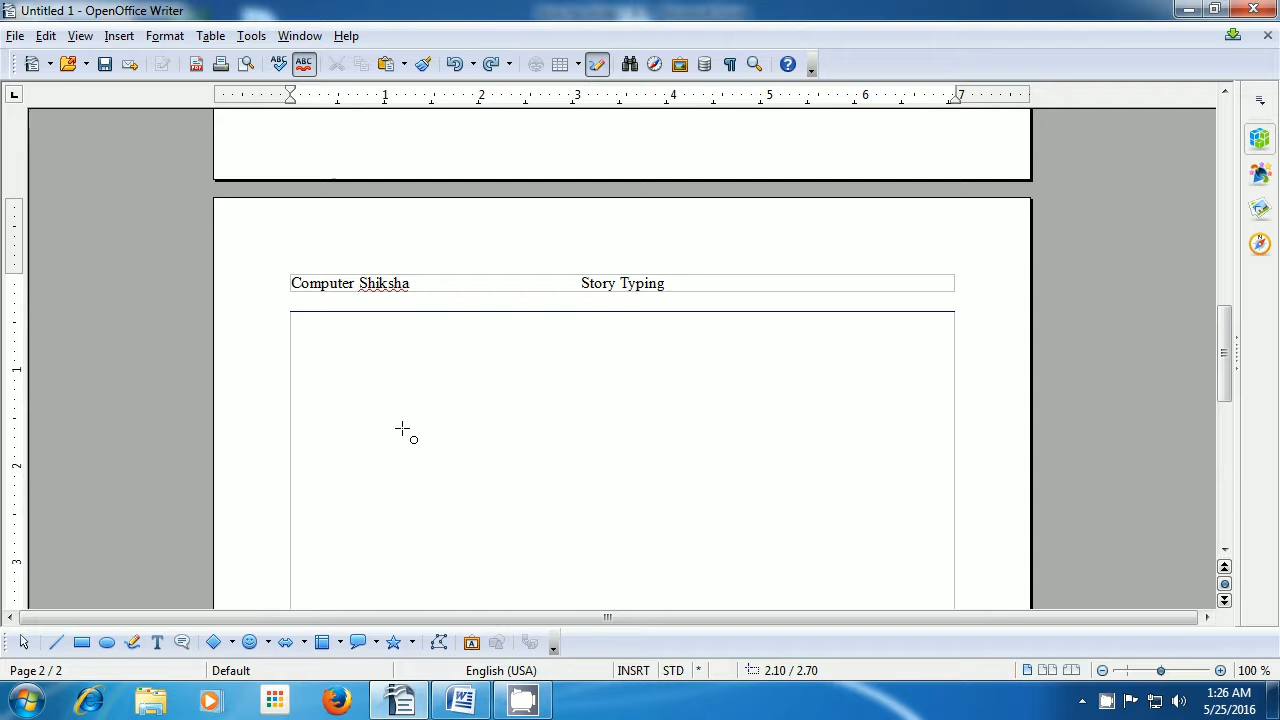 Untitled 1 - OpenOffice Writer
File Edit View Insert Format Table Tools Window Help
1 2 3 4 5 6 7
Computer Shiksha Story Typing
1
2
3
Page 2 / 2 Default English (USA) INSRT STD * 2.10 / 2.70 100 %
1:26 AM
5/25/2016